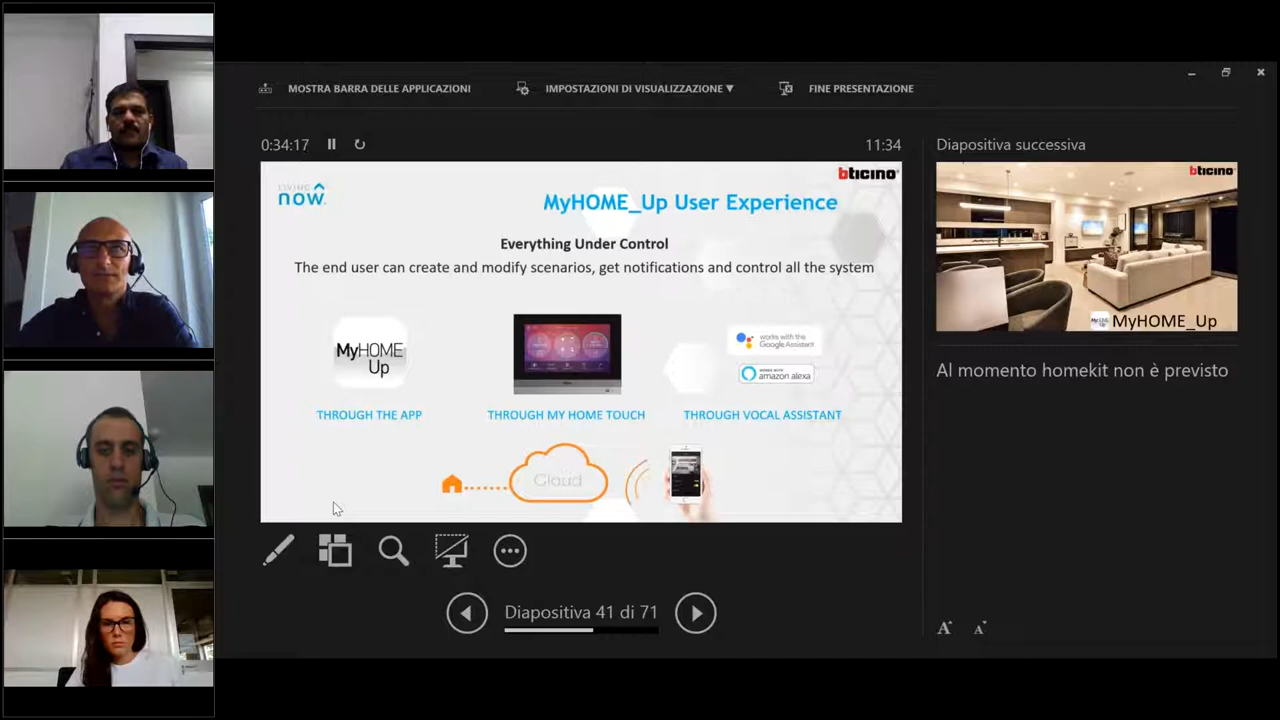 MOSTRA BARRA DELLE APPLICAZIONI
IMPOSTAZIONI DI VISUALIZZAZIONE ▼
FINE PRESENTAZIONE
0:34:17
11:34
LIVING
now.
bticino
MyHOME_Up User Experience
Everything Under Control
The end user can create and modify scenarios, get notifications and control all the system
MyHOME
Up
works with the
Google Assistant
WORKS WITH
amazon alexa
THROUGH THE APP
THROUGH MY HOME TOUCH
THROUGH VOCAL ASSISTANT
Cloud
Diapositiva 41 di 71
Diapositiva successiva
bticino
MyHOME_Up
Al momento homekit non è previsto
A
A